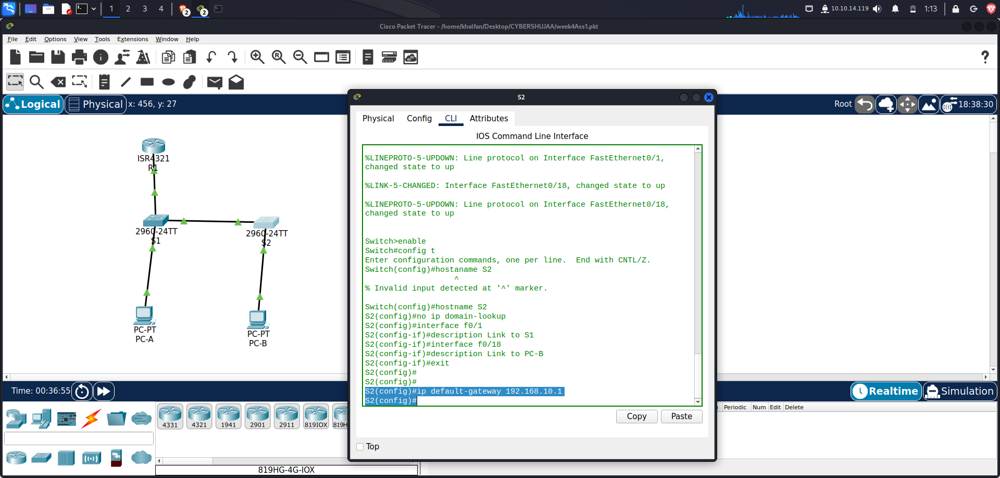 1 2 3 4 2 2 10.10.14.119 1:13
Cisco Packet Tracer - /home/khalfan/Desktop/CYBERSHUJAA/week4Ass1.pkt
File Edit Options View Tools Extensions Window Help
Logical Physical x: 456, y: 27 Root 18:38:30
ISR4321
R1
2960-24TT
S1
2960-24TT
S2
PC-PT
PC-A
PC-PT
PC-B
S2
Physical Config CLI Attributes
IOS Command Line Interface
%LINEPROTO-5-UPDOWN: Line protocol on Interface FastEthernet0/1,
changed state to up
%LINK-5-CHANGED: Interface FastEthernet0/18, changed state to up
%LINEPROTO-5-UPDOWN: Line protocol on Interface FastEthernet0/18,
changed state to up
Switch>enable
Switch#config t
Enter configuration commands, one per line.  End with CNTL/Z.
Switch(config)#hostaname S2
^
% Invalid input detected at '^' marker.
Switch(config)#hostname S2
S2(config)#no ip domain-lookup
S2(config)#interface f0/1
S2(config-if)#description Link to S1
S2(config-if)#interface f0/18
S2(config-if)#description Link to PC-B
S2(config-if)#exit
S2(config)#
S2(config)#
S2(config)#ip default-gateway 192.168.10.1
S2(config)#
Copy Paste
Top
Time: 00:36:55 Realtime Simulation
Periodic Num Edit Delete
4331 4321 1941 2901 2911 819IOX 819H
819HG-4G-IOX